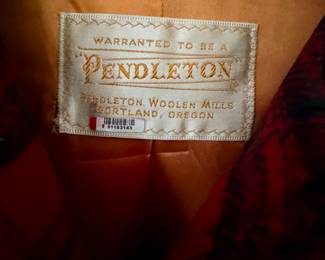 WARRANTED TO BE A
"PENDLETON"
PENDLETON WOOLEN MILLS
PORTLAND, OREGON